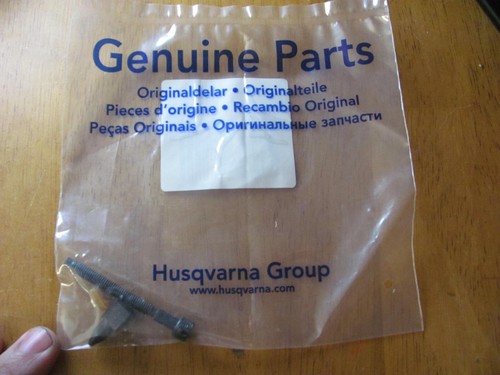 Genuine Parts
Originaldelar • Originalteile
Pieces d'origine • Recambio Original
Peças Originais • Оригинальные запчасти
Husqvarna Group
www.husqvarna.com